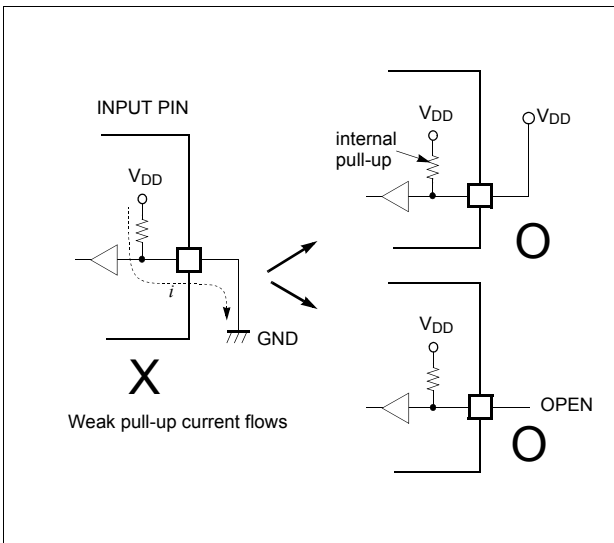 INPUT PIN
VDD
i
GND
X
Weak pull-up current flows
VDD
internal
pull-up
VDD
O
VDD
OPEN
O